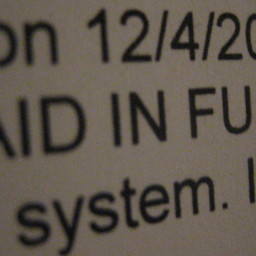 on 12/4/20
AID IN FU
system. I